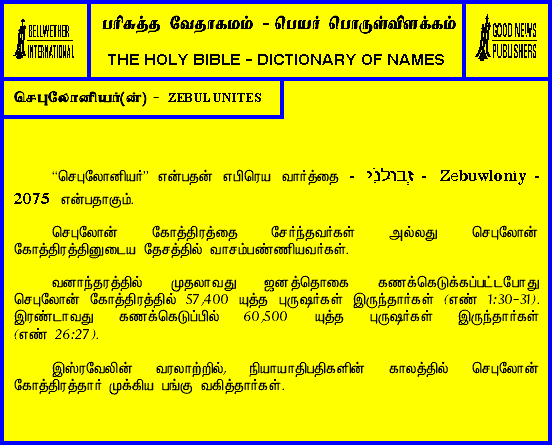 BELLWETHER
INTERNATIONAL
பரிசுத்த வேதாகமம் - பெயர் பொருள்விளக்கம்
THE HOLY BIBLE - DICTIONARY OF NAMES
GOOD NEWS
PUBLISHERS
செபுலோனியர்(ன்) - ZEBULUNITES
“செபுலோனியர்” என்பதன் எபிரெய வார்த்தை - זְבוּלֹנִי - Zebuwloniy -
2075 என்பதாகும்.
செபுலோன் கோத்திரத்தை சேர்ந்தவர்கள் அல்லது செபுலோன்
கோத்திரத்தினுடைய தேசத்தில் வாசம்பண்ணியவர்கள்.
வனாந்தரத்தில் முதலாவது ஜனத்தொகை கணக்கெடுக்கப்பட்டபோது
செபுலோன் கோத்திரத்தில் 57,400 யுத்த புருஷர்கள் இருந்தார்கள் (எண் 1:30-31).
இரண்டாவது கணக்கெடுப்பில் 60,500 யுத்த புருஷர்கள் இருந்தார்கள்
(எண் 26:27).
இஸ்ரவேலின் வரலாற்றில், நியாயாதிபதிகளின் காலத்தில் செபுலோன்
கோத்திரத்தார் முக்கிய பங்கு வகித்தார்கள்.